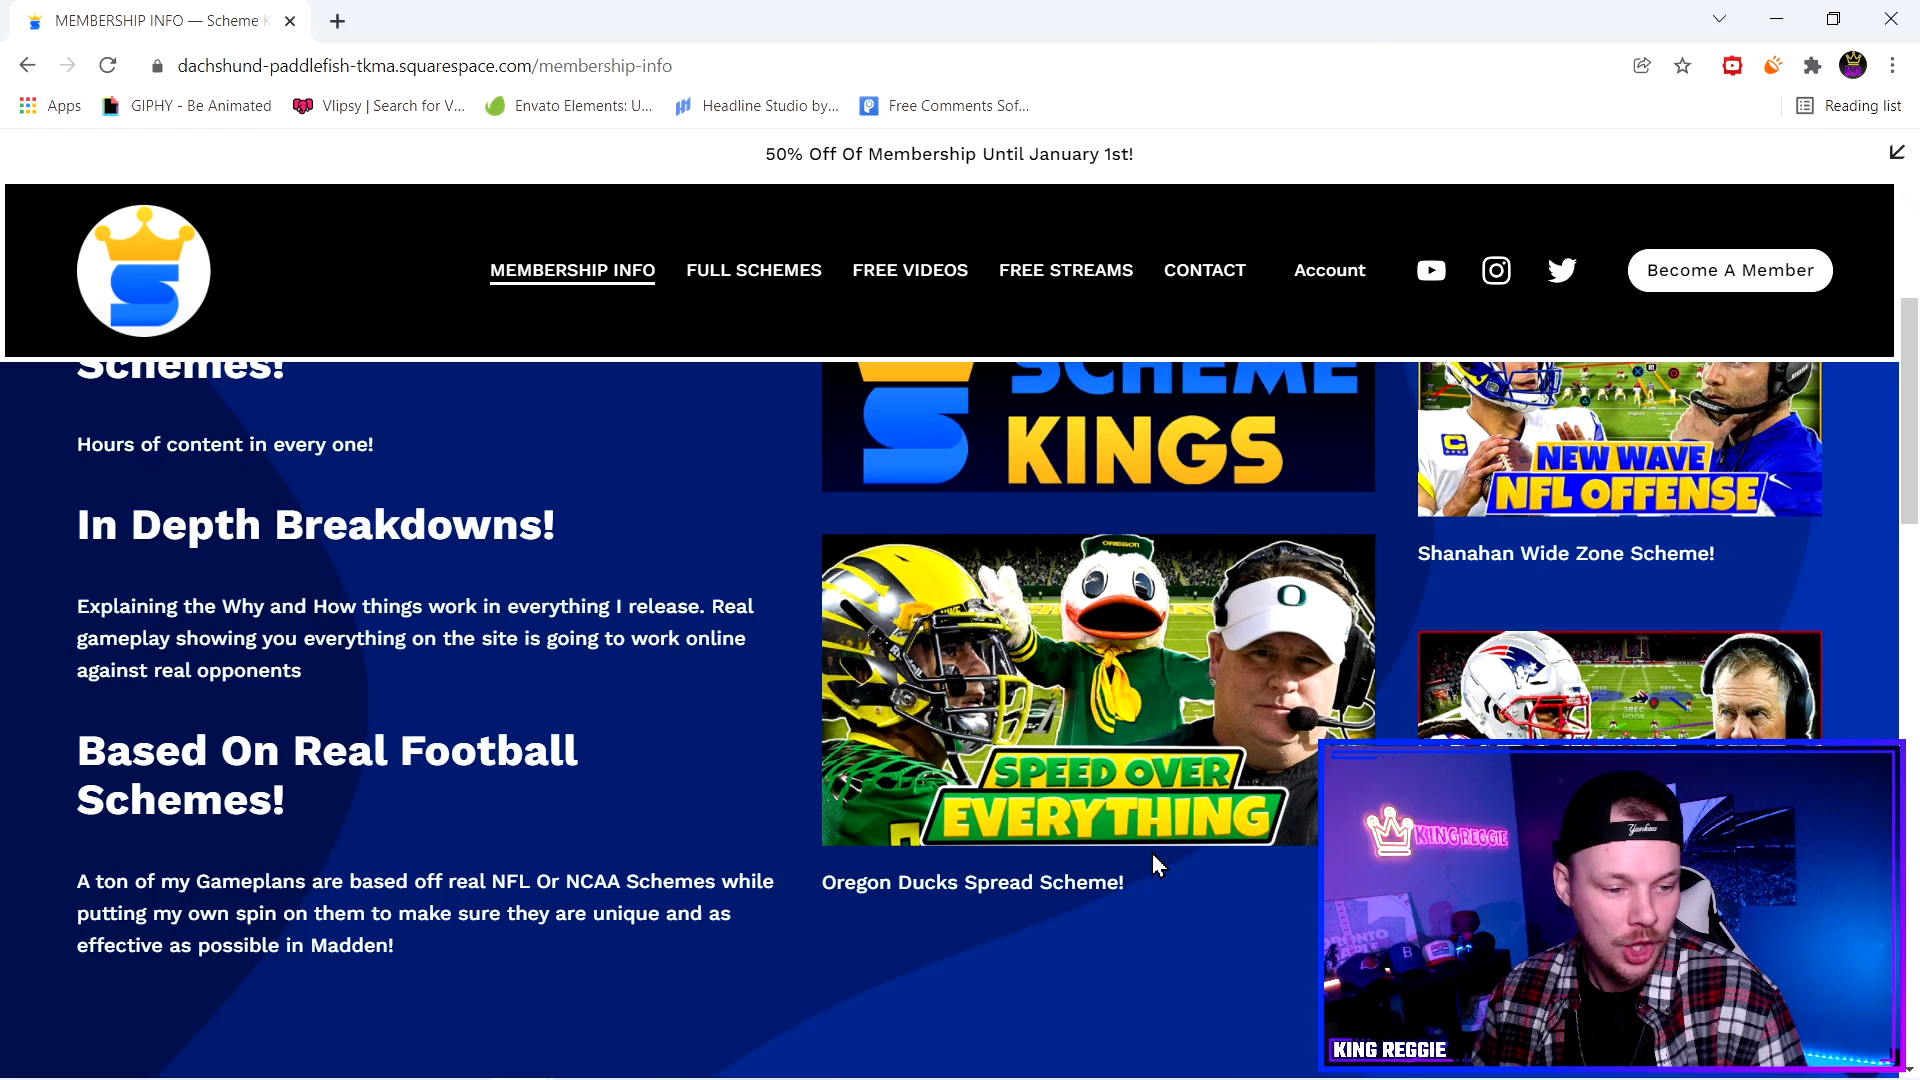 MEMBERSHIP INFO — Scheme K
dachshund-paddlefish-tkma.squarespace.com/membership-info
Apps
GIPHY - Be Animated
Vlipsy | Search for V...
Envato Elements: U...
Headline Studio by...
Free Comments Sof...
Reading list
50% Off Of Membership Until January 1st!
S
MEMBERSHIP INFO
FULL SCHEMES
FREE VIDEOS
FREE STREAMS
CONTACT
Account
Become A Member
Schemes!
Hours of content in every one!
In Depth Breakdowns!
Explaining the Why and How things work in everything I release. Real
gameplay showing you everything on the site is going to work online
against real opponents
Based On Real Football
Schemes!
A ton of my Gameplans are based off real NFL Or NCAA Schemes while
putting my own spin on them to make sure they are unique and as
effective as possible in Madden!
S
SCHEME
KINGS
OREGON
O
SPEED OVER
EVERYTHING
Oregon Ducks Spread Scheme!
C
NEW WAVE
NFL OFFENSE
Shanahan Wide Zone Scheme!
3REC
HOOK
KING REGGIE
Yankees
B
KING REGGIE